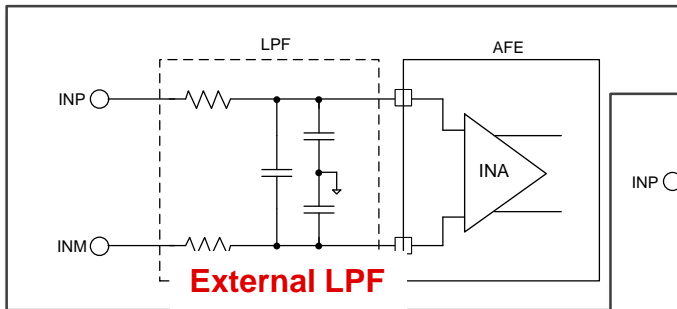 LPF
AFE
INP
INA
INP
INM
External LPF